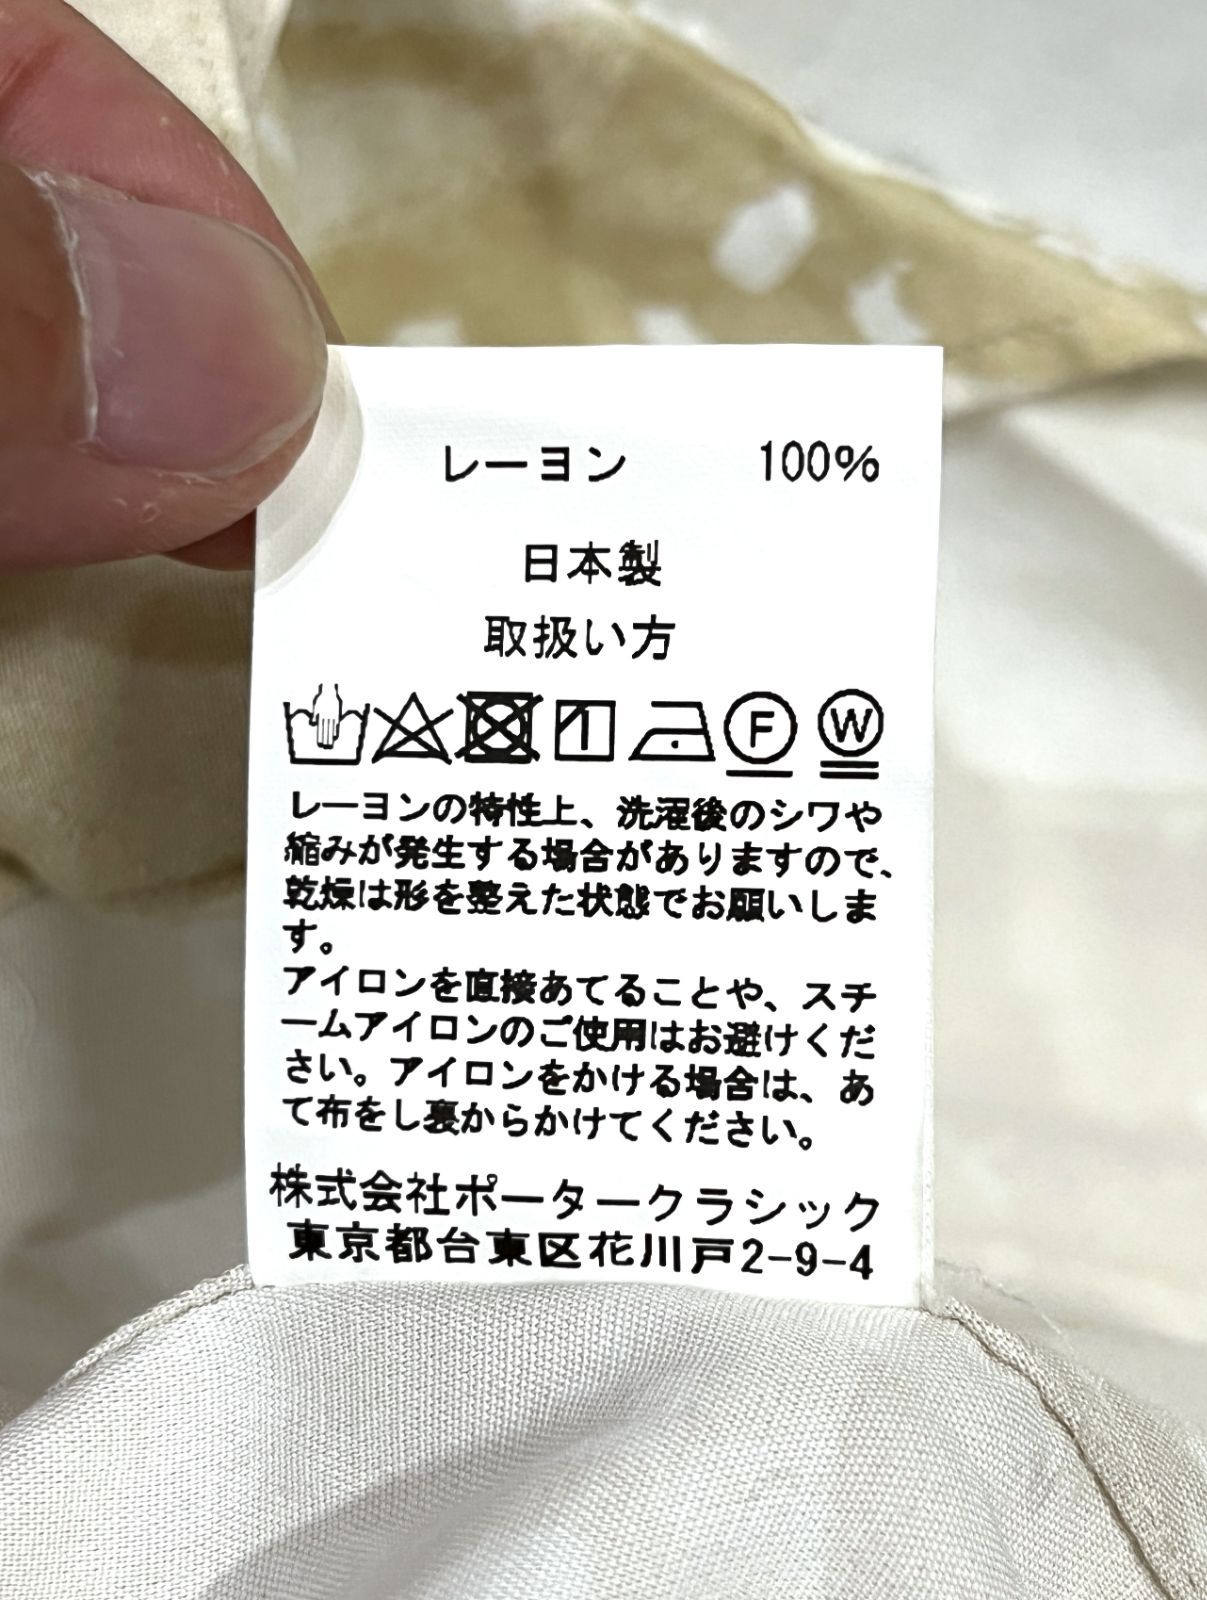 レーヨン 100%
日本製
取扱い方
F W
レーヨンの特性上、洗濯後のシワや
縮みが発生する場合がありますので、
乾燥は形を整えた状態でお願いしま
す。
アイロンを直接あてることや、スチ
ームアイロンのご使用はお避けくだ
さい。アイロンをかける場合は、あ
て布をし裏からかけてください。
株式会社ポータークラシック
東京都台東区花川戸2-9-4